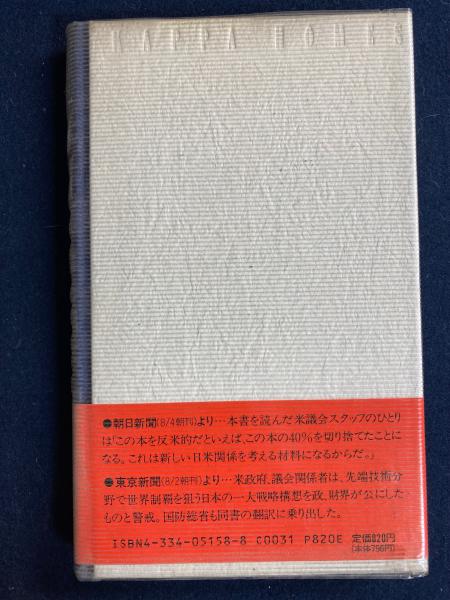 KAPPA HOMES
●朝日新聞(8/4朝刊)より…本書を読んだ米議会スタッフのひとり
は「この本を反米的だといえば、この本の40%を切り捨てたことに
なる。これは新しい日米関係を考える材料になるからだ。」
●東京新聞(8/2朝刊)より…米政府、議会関係者は、先端技術分
野で世界制覇を狙う日本の一大戦略構想を政、財界が公にした
ものと警戒。国防総省も同書の翻訳に乗り出した。
ISBN4-334-05158-8 C0031 P820E 定価820円
(本体796円)